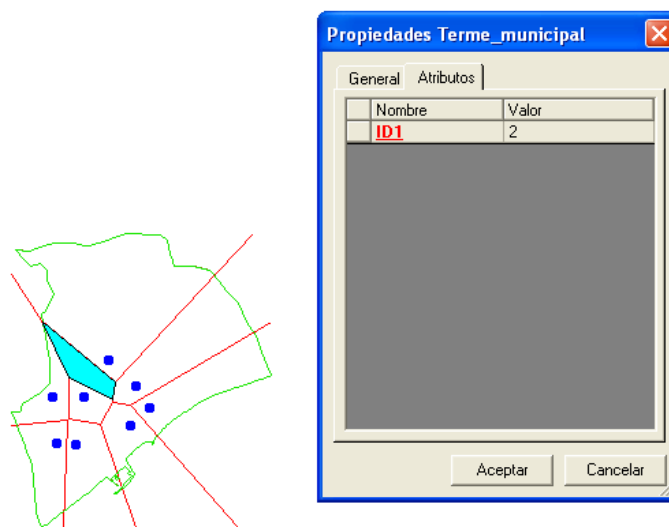 Propiedades Terme_municipal
General Atributos
Nombre Valor
ID1 2
Aceptar Cancelar